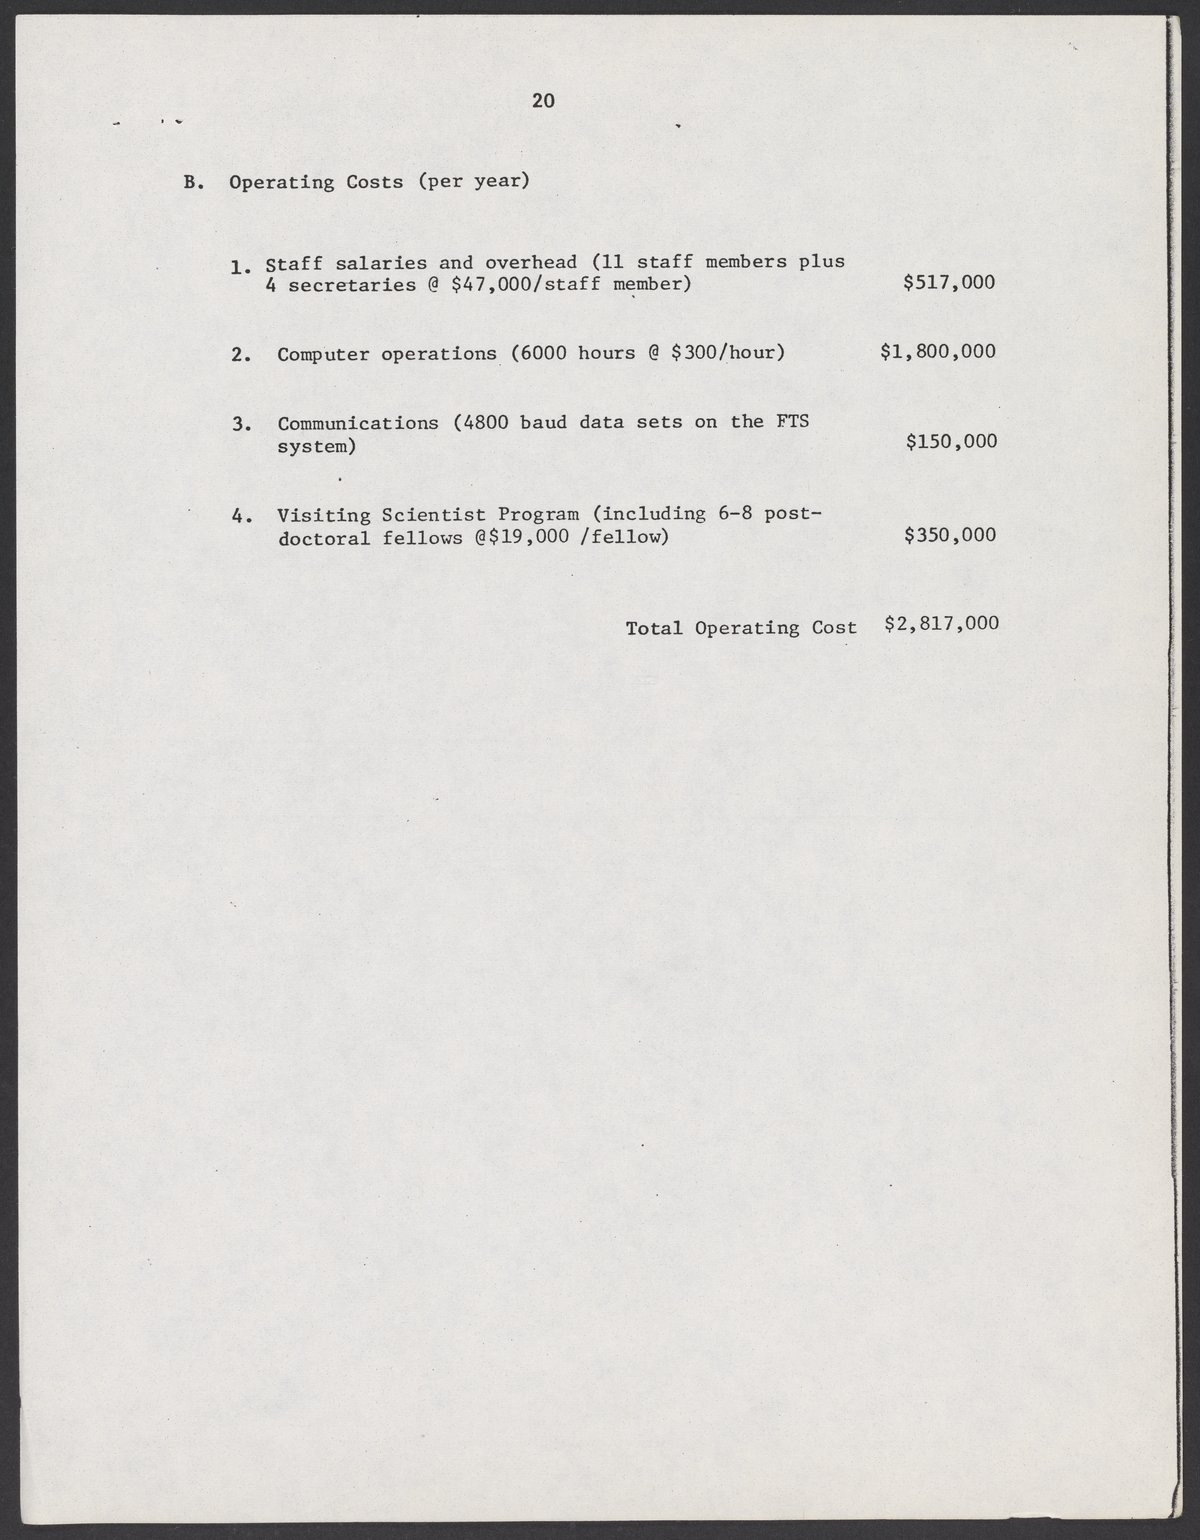 20
B. Operating Costs (per year)
1. Staff salaries and overhead (11 staff members plus
4 secretaries @ $47,000/staff member) $517,000
2. Computer operations (6000 hours @ $300/hour) $1,800,000
3. Communications (4800 baud data sets on the FTS
system) $150,000
4. Visiting Scientist Program (including 6-8 post-
doctoral fellows @$19,000 /fellow) $350,000
Total Operating Cost $2,817,000